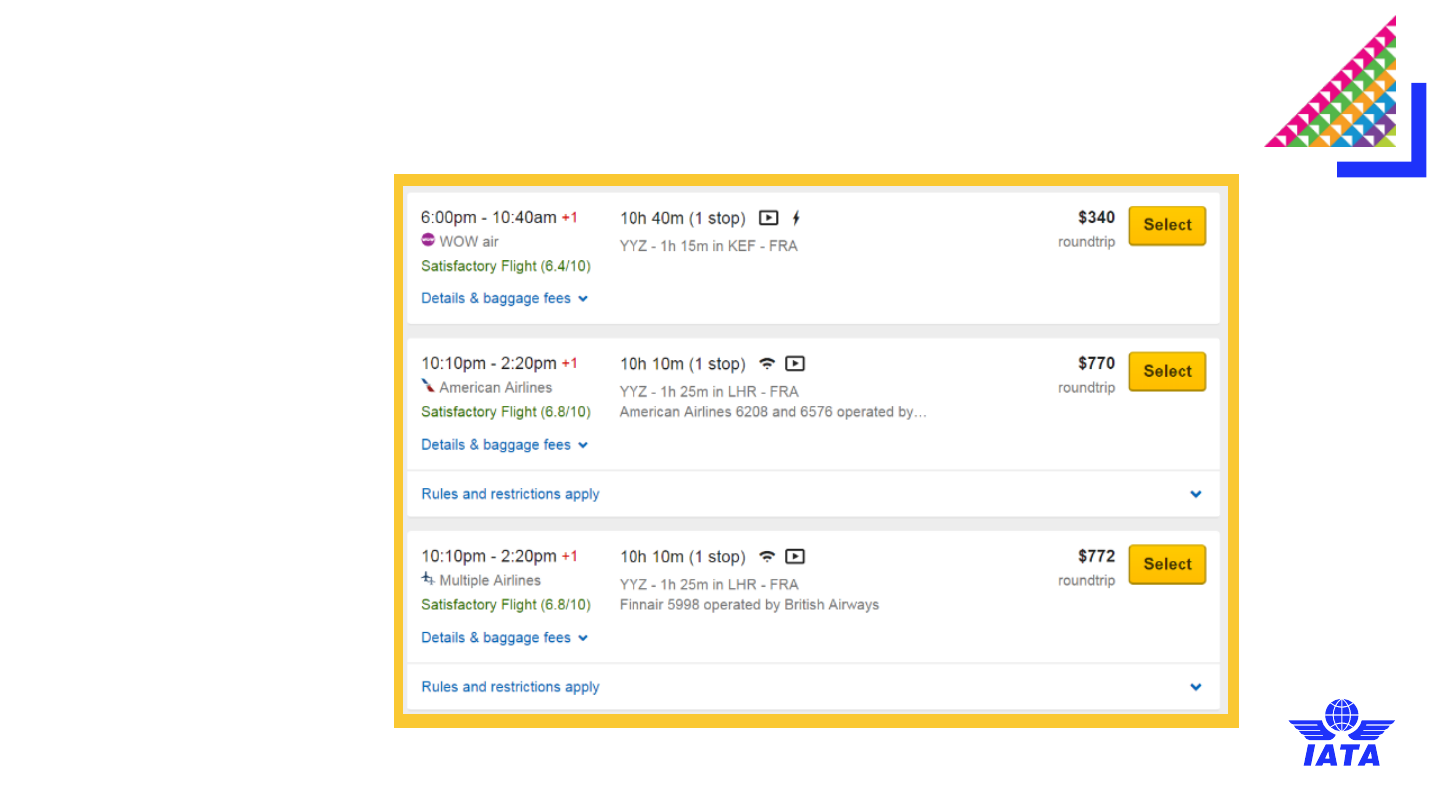 6:00pm - 10:40am +1
WOW air
Satisfactory Flight (6.4/10)
Details & baggage fees
10h 40m (1 stop)
YYZ - 1h 15m in KEF - FRA
$340
roundtrip
Select
10:10pm - 2:20pm +1
American Airlines
Satisfactory Flight (6.8/10)
Details & baggage fees
10h 10m (1 stop)
YYZ - 1h 25m in LHR - FRA
American Airlines 6208 and 6576 operated by…
$770
roundtrip
Select
Rules and restrictions apply
10:10pm - 2:20pm +1
Multiple Airlines
Satisfactory Flight (6.8/10)
Details & baggage fees
10h 10m (1 stop)
YYZ - 1h 25m in LHR - FRA
Finnair 5998 operated by British Airways
$772
roundtrip
Select
Rules and restrictions apply
IATA